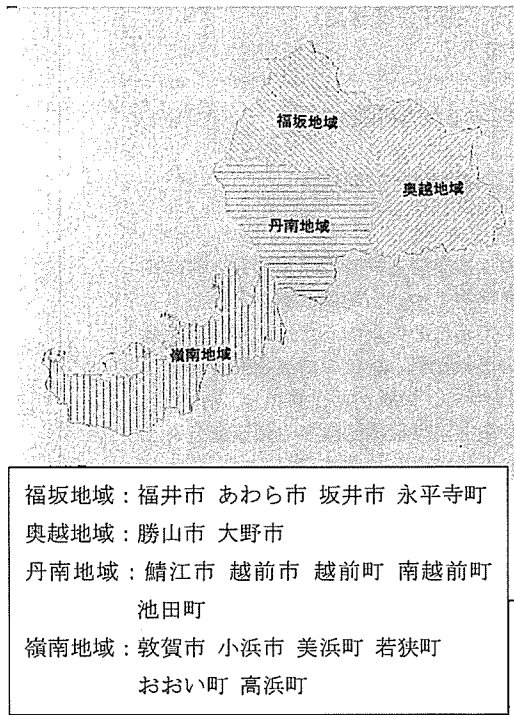 福坂地域
奥越地域
丹南地域
嶺南地域
福坂地域：福井市 あわら市 坂井市 永平寺町
奥越地域：勝山市 大野市
丹南地域：鯖江市 越前市 越前町 南越前町
池田町
嶺南地域：敦賀市 小浜市 美浜町 若狭町
おおい町 高浜町